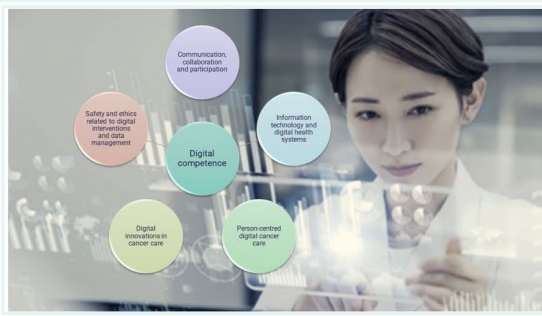 Communication,
collaboration
and participation
Safety and ethics
related to digital
interventions
and data
management
Information
technology and
digital health
systems
Digital
competence
Digital
innovations in
cancer care
Person-centred
digital cancer
care